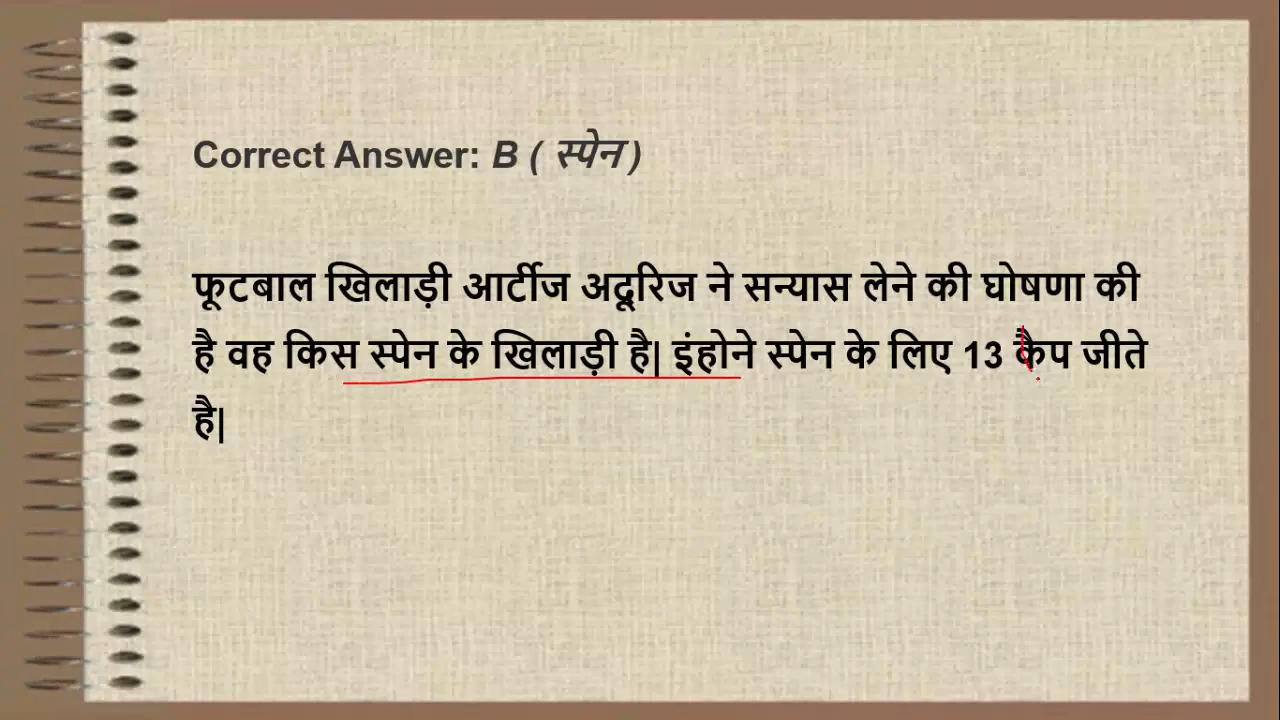 Correct Answer: B ( स्पेन )
फूटबाल खिलाड़ी आर्टीज अदूरिज ने सन्यास लेने की घोषणा की
है वह किस स्पेन के खिलाड़ी है| इंहोने स्पेन के लिए 13 कैप जीते
है|